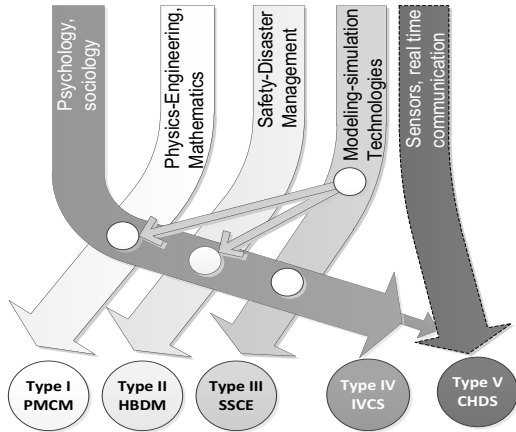 Psychology,
sociology
Physics-Engineering,
Mathematics
Safety-Disaster
Management
Modeling-simulation
Technologies
Sensors, real time
communication
Type I
PMCM
Type II
HBDM
Type III
SSCE
Type IV
IVCS
Type V
CHDS